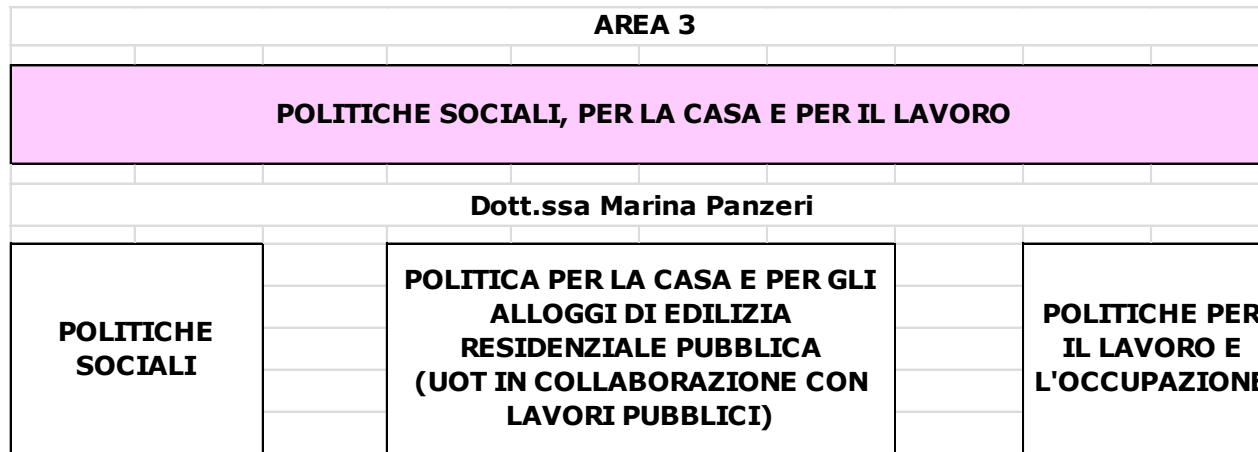 AREA 3
POLITICHE SOCIALI, PER LA CASA E PER IL LAVORO
Dott.ssa Marina Panzeri
POLITICHE
SOCIALI
POLITICA PER LA CASA E PER GLI
ALLOGGI DI EDILIZIA
RESIDENZIALE PUBBLICA
(UOT IN COLLABORAZIONE CON
LAVORI PUBBLICI)
POLITICHE PER
IL LAVORO E
L'OCCUPAZIONE